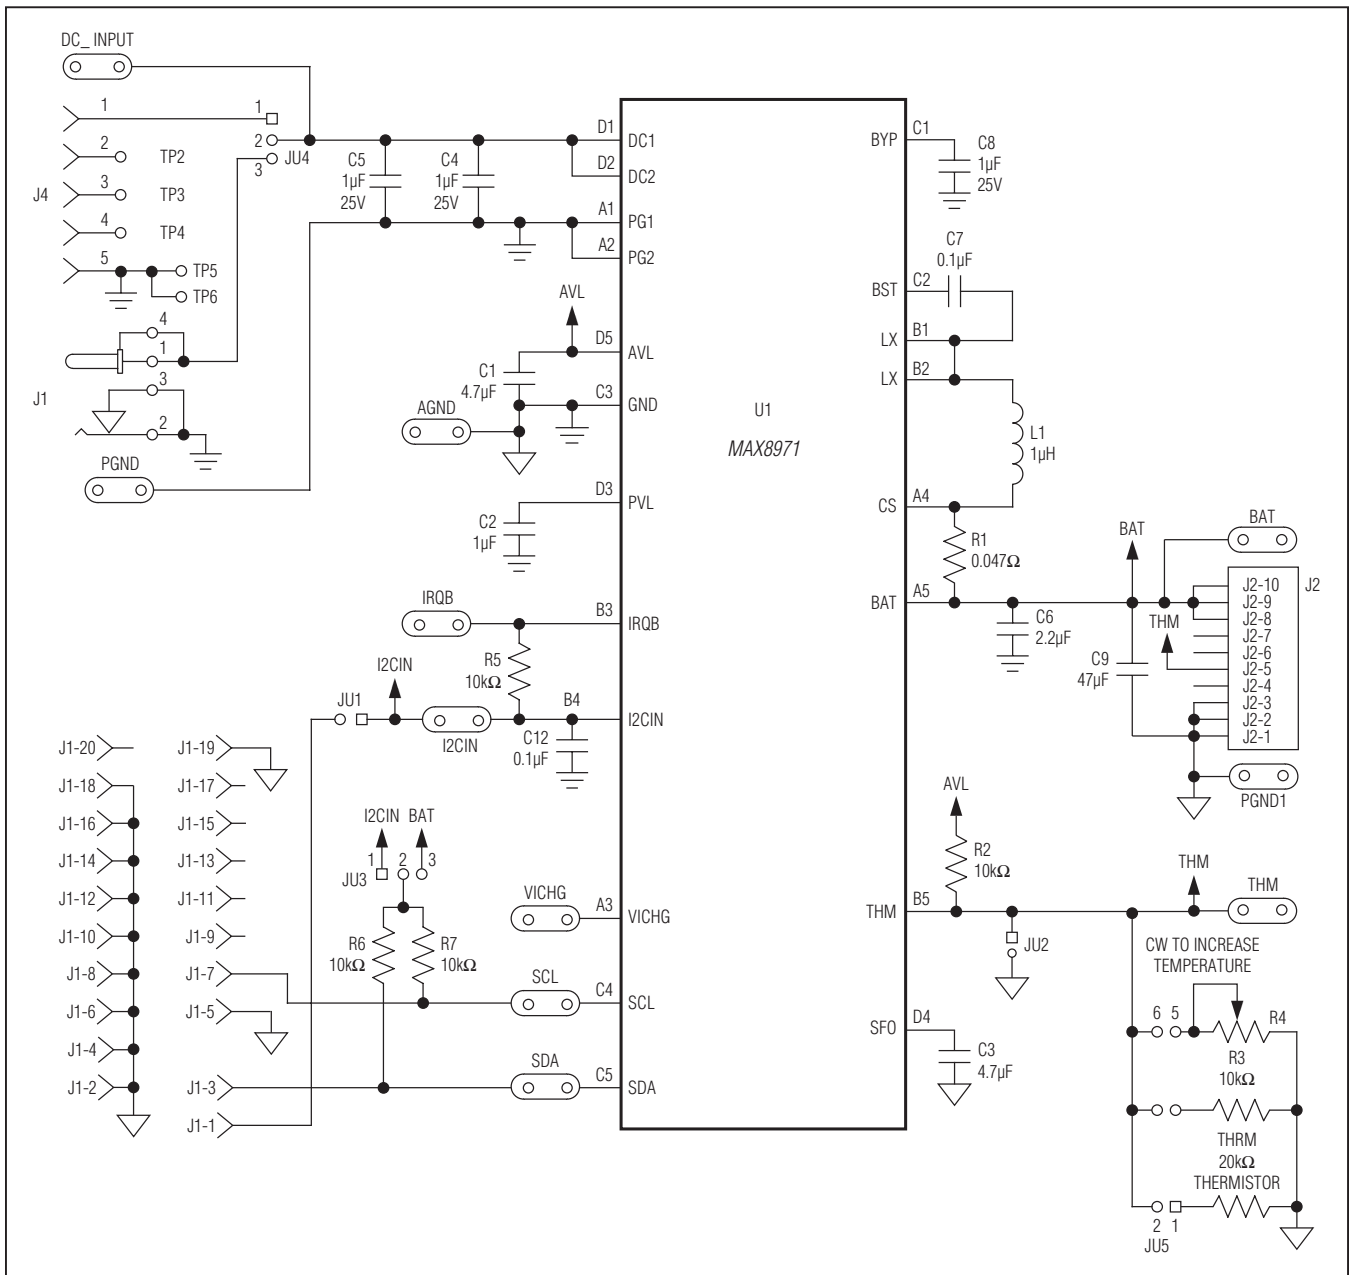 DC_ INPUT
1
2
TP2
J4
3
TP3
4
TP4
5
TP5
TP6
1
2
JU4
3
C5
1µF
25V
C4
1µF
25V
D1
DC1
D2
DC2
A1
PG1
A2
PG2
4
1
3
J1
2
PGND
AVL
D5
AVL
C1
4.7µF
C3
GND
AGND
D3
PVL
C2
1µF
IRQB
B3
IRQB
R5
10kΩ
I2CIN
JU1
I2CIN
B4
I2CIN
C12
0.1µF
J1-20
J1-18
J1-16
J1-14
J1-12
J1-10
J1-8
J1-6
J1-4
J1-2
J1-19
J1-17
J1-15
J1-13
J1-11
J1-9
J1-7
J1-5
J1-3
J1-1
I2CIN BAT
1 2 3
JU3
R6
10kΩ
R7
10kΩ
VICHG
A3
VICHG
SCL
C4
SCL
SDA
C5
SDA
U1
MAX8971
BYP
C1
C8
1µF
25V
C7
0.1µF
BST
C2
LX
B1
LX
B2
L1
1µH
CS
A4
R1
0.047Ω
BAT
A5
C6
2.2µF
BAT
BAT
THM
C9
47µF
J2
J2-10
J2-9
J2-8
J2-7
J2-6
J2-5
J2-4
J2-3
J2-2
J2-1
PGND1
AVL
R2
10kΩ
THM
B5
JU2
THM
THM
CW TO INCREASE
TEMPERATURE
6 5
R4
R3
10kΩ
THRM
20kΩ
THERMISTOR
2 1
JU5
SFO
D4
C3
4.7µF